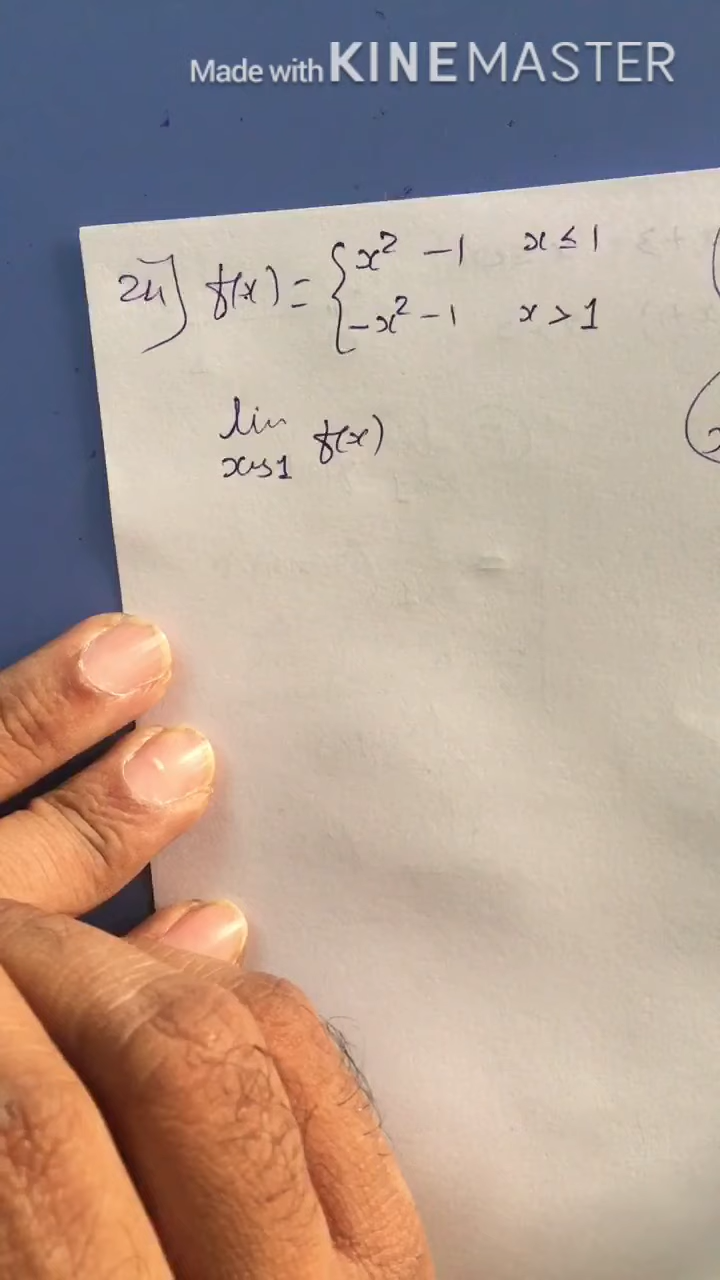 Made with KINEMASTER
24] f(x) = { x² - 1 x ≤ 1
-x² - 1 x > 1
lim f(x)
x→1